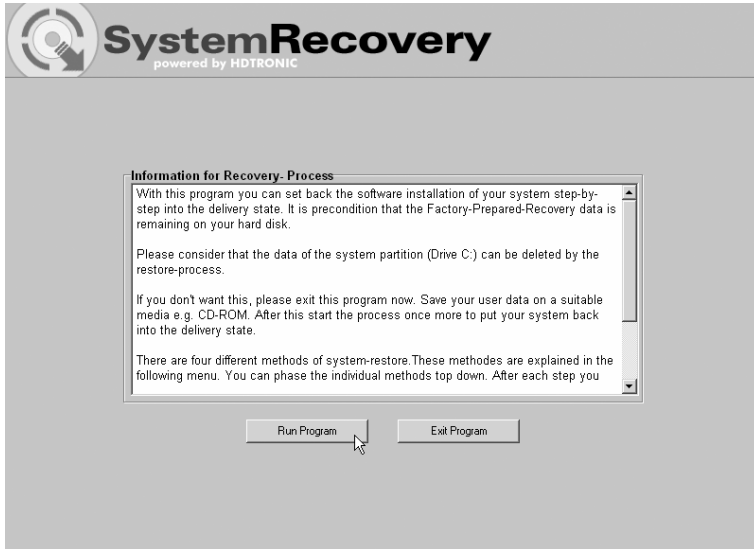 SystemRecovery
powered by HDTRONIC
Information for Recovery- Process
With this program you can set back the software installation of your system step-by-
step into the delivery state. It is precondition that the Factory-Prepared-Recovery data is
remaining on your hard disk.
Please consider that the data of the system partition (Drive C:) can be deleted by the
restore-process.
If you don't want this, please exit this program now. Save your user data on a suitable
media e.g. CD-ROM. After this start the process once more to put your system back
into the delivery state.
There are four different methods of system-restore.These methodes are explained in the
following menu. You can phase the individual methods top down. After each step you
Run Program
Exit Program